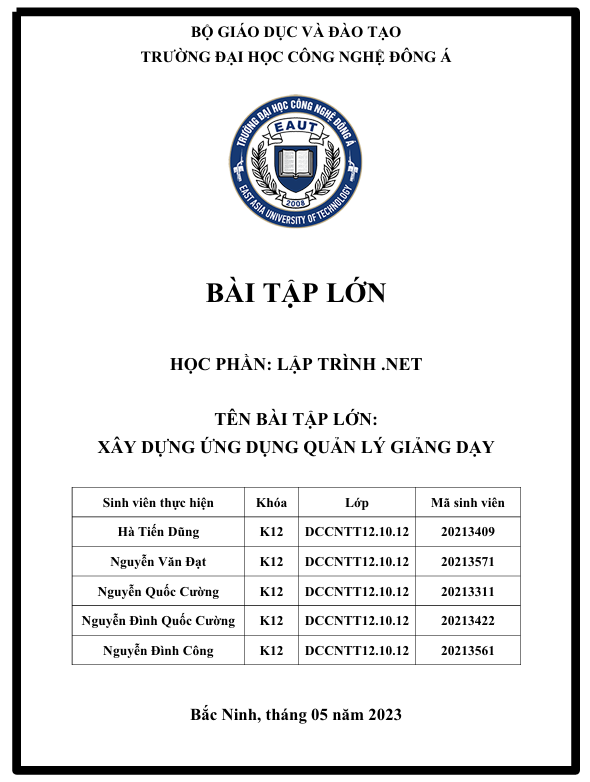 BỘ GIÁO DỤC VÀ ĐÀO TẠO
TRƯỜNG ĐẠI HỌC CÔNG NGHỆ ĐÔNG Á
TRƯỜNG ĐẠI HỌC CÔNG NGHỆ ĐÔNG Á
EAUT
2008
EAST ASIA UNIVERSITY OF TECHNOLOGY
BÀI TẬP LỚN
HỌC PHẦN: LẬP TRÌNH .NET
TÊN BÀI TẬP LỚN:
XÂY DỰNG ỨNG DỤNG QUẢN LÝ GIẢNG DẠY
Sinh viên thực hiện Khóa Lớp Mã sinh viên
Hà Tiến Dũng K12 DCCNTT12.10.12 20213409
Nguyễn Văn Đạt K12 DCCNTT12.10.12 20213571
Nguyễn Quốc Cường K12 DCCNTT12.10.12 20213311
Nguyễn Đình Quốc Cường K12 DCCNTT12.10.12 20213422
Nguyễn Đình Công K12 DCCNTT12.10.12 20213561
Bắc Ninh, tháng 05 năm 2023